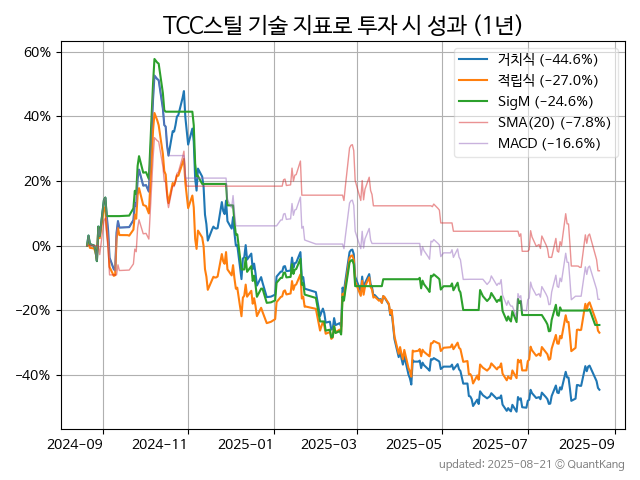 TCC스틸 기술 지표로 투자 시 성과 (1년)
거치식 (-44.6%)
적립식 (-27.0%)
SigM (-24.6%)
SMA(20) (-7.8%)
MACD (-16.6%)
60%
40%
20%
0%
-20%
-40%
2024-09 2024-11 2025-01 2025-03 2025-05 2025-07 2025-09
updated: 2025-08-21 © QuantKang